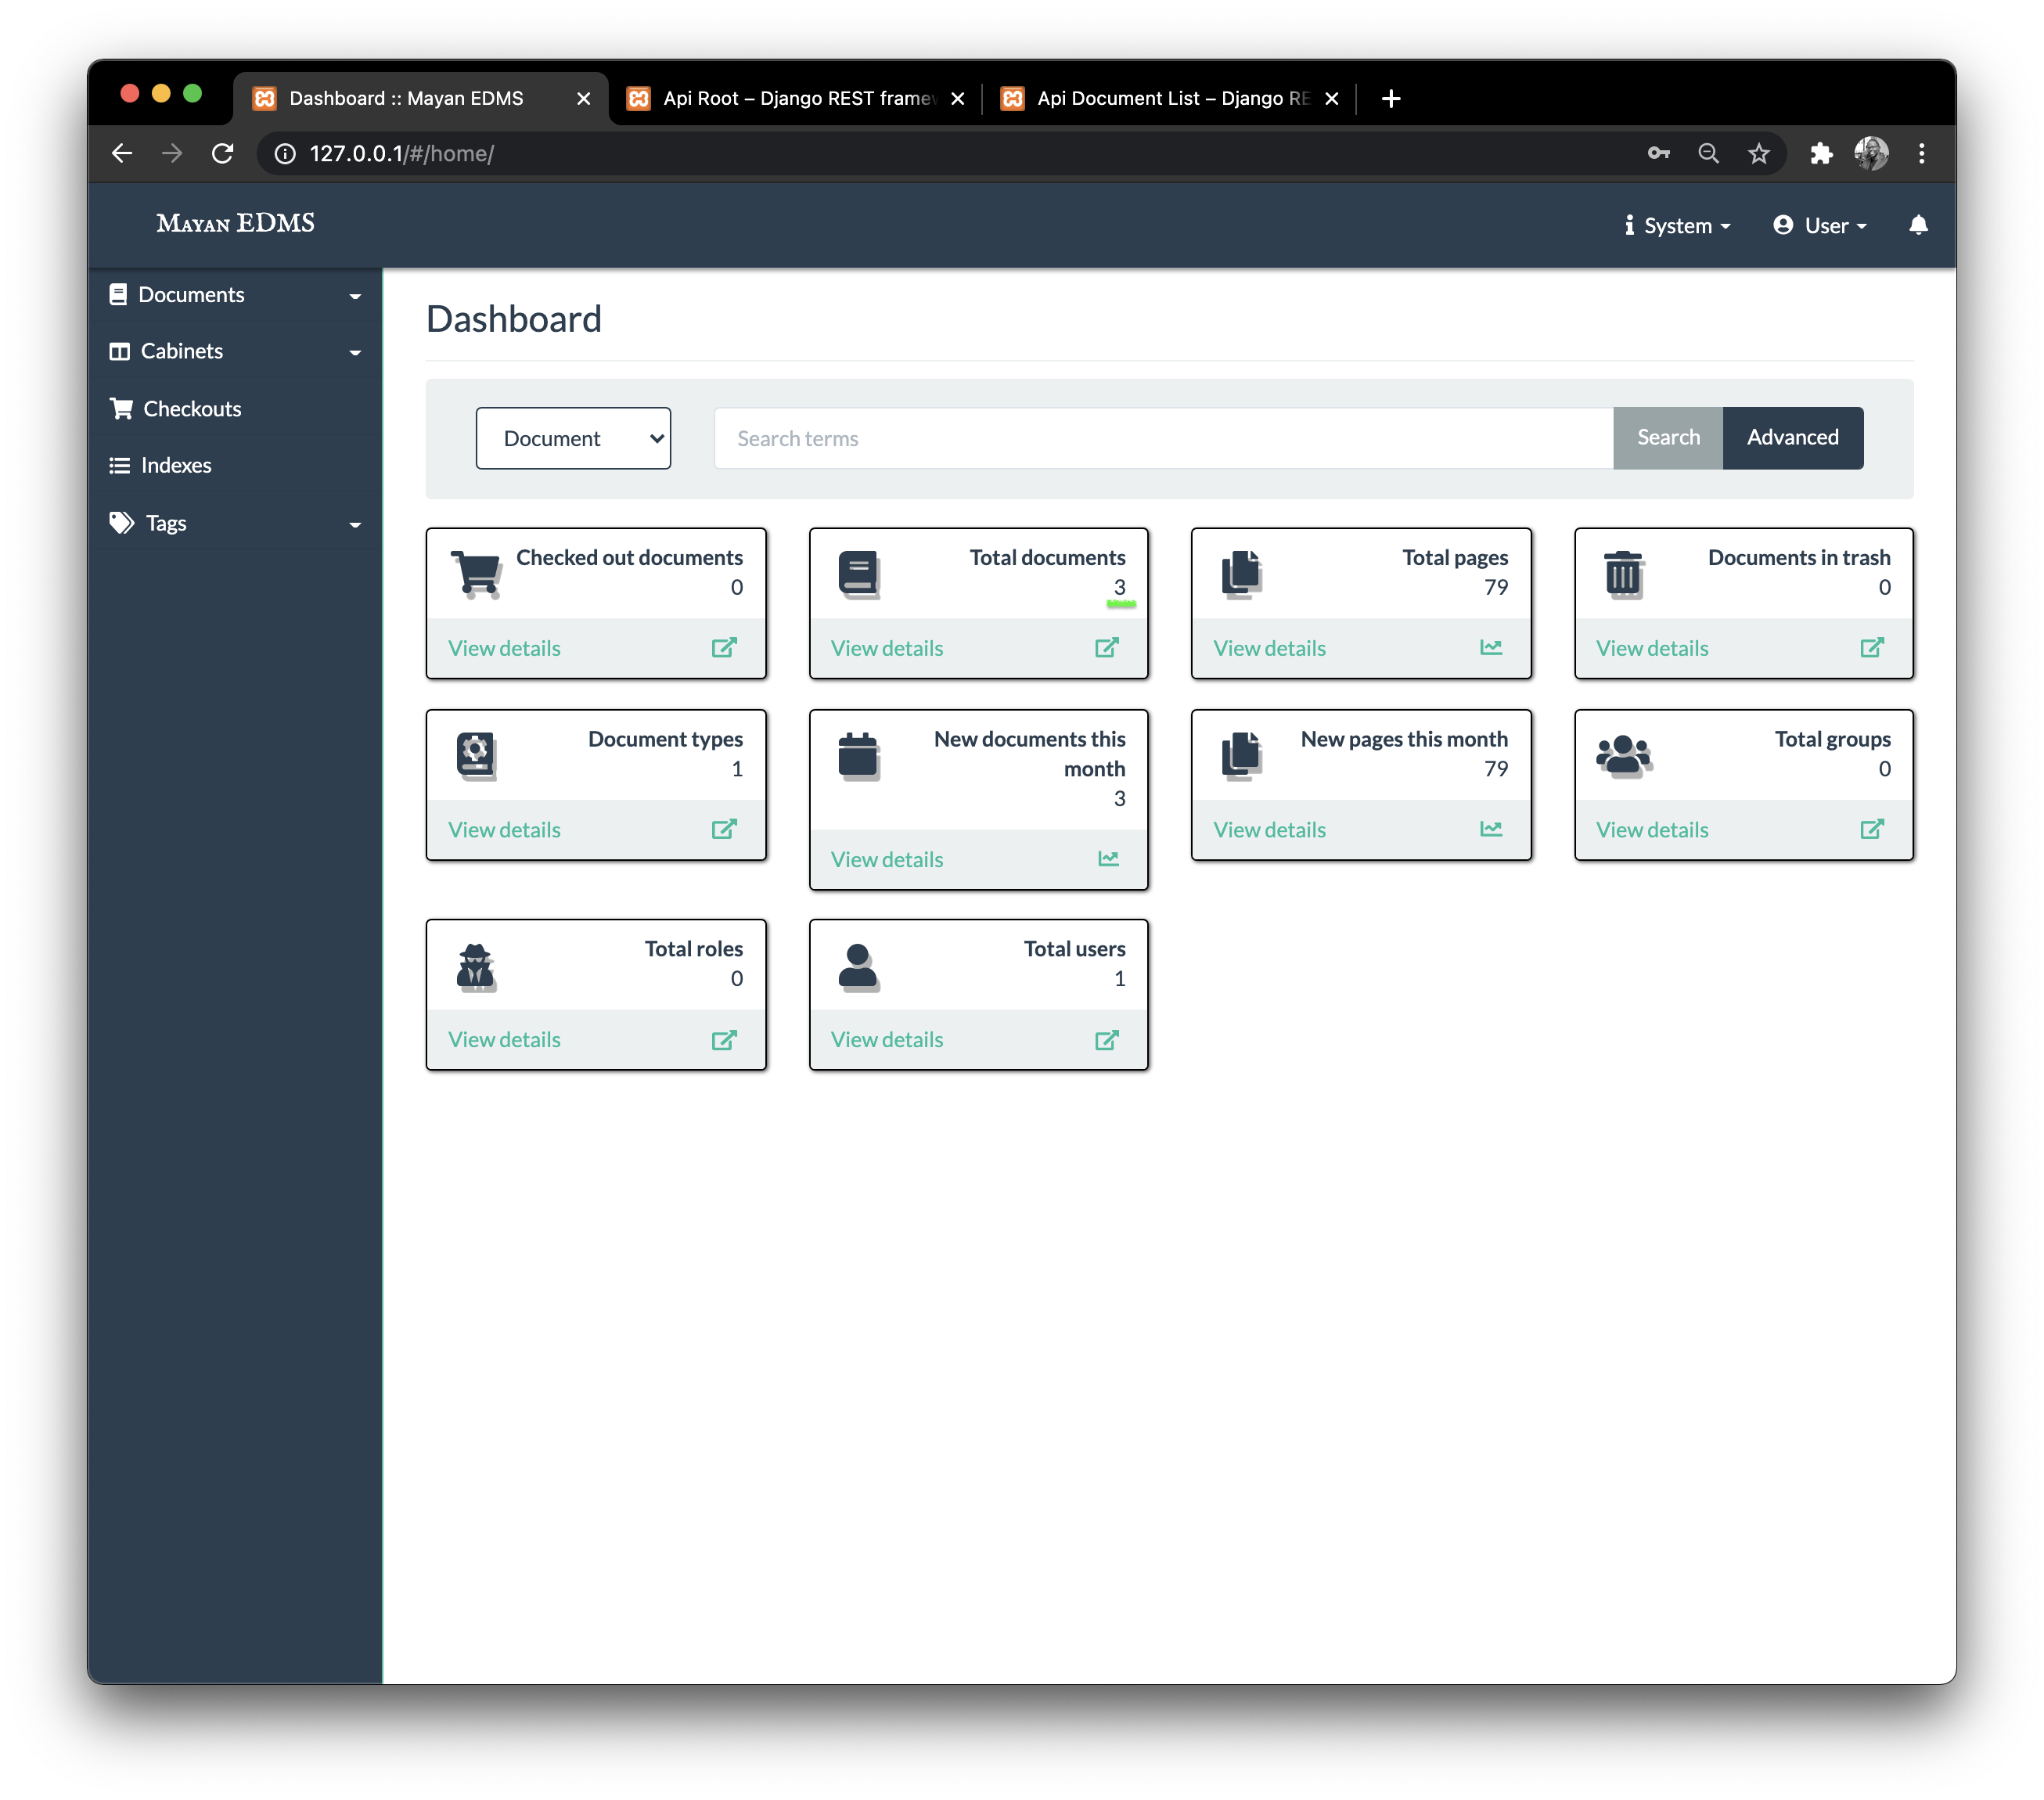 Dashboard :: Mayan EDMS
Api Root – Django REST framew
Api Document List – Django RE
127.0.0.1/#/home/
Mayan EDMS
System
User
Documents
Cabinets
Checkouts
Indexes
Tags
Dashboard
Document
Search terms
Search
Advanced
Checked out documents
0
View details
Total documents
3
View details
Total pages
79
View details
Documents in trash
0
View details
Document types
1
View details
New documents this
month
3
View details
New pages this month
79
View details
Total groups
0
View details
Total roles
0
View details
Total users
1
View details